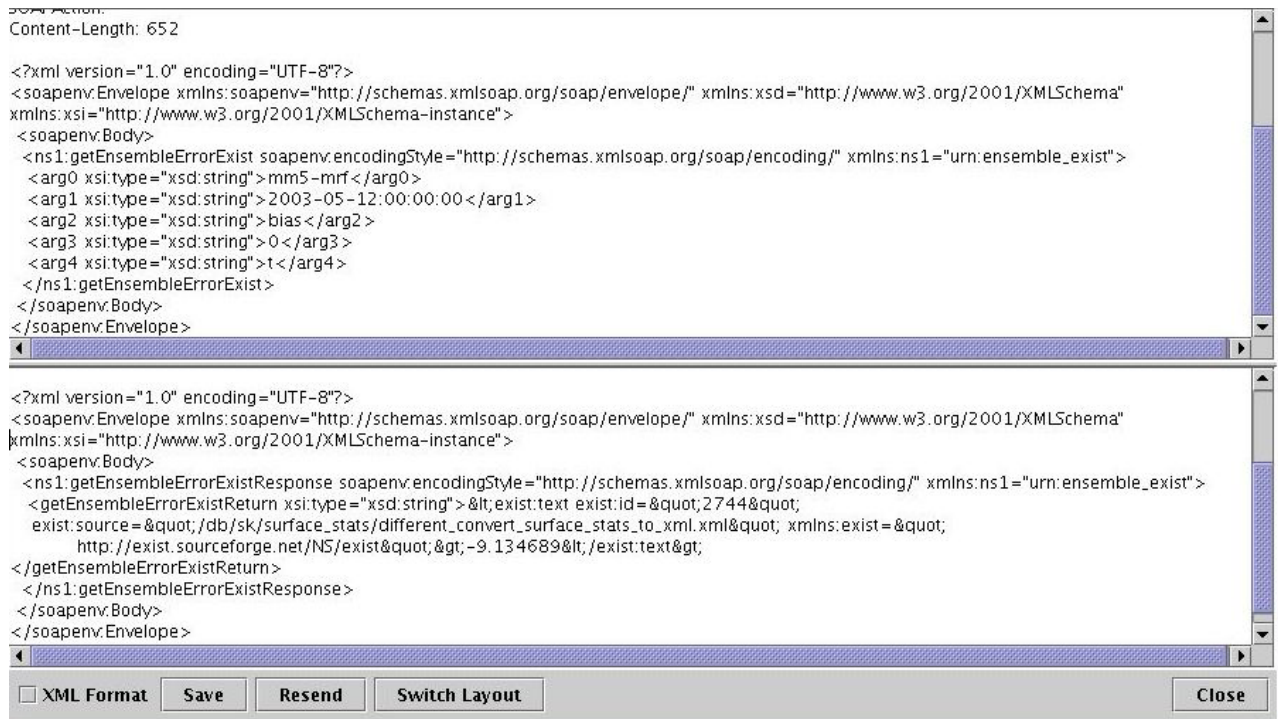 SOAPAction:
Content-Length: 652
<?xml version="1.0" encoding="UTF-8"?>
<soapenv:Envelope xmlns:soapenv="http://schemas.xmlsoap.org/soap/envelope/" xmlns:xsd="http://www.w3.org/2001/XMLSchema"
xmlns:xsi="http://www.w3.org/2001/XMLSchema-instance">
<soapenv:Body>
<ns1:getEnsembleErrorExist soapenv:encodingStyle="http://schemas.xmlsoap.org/soap/encoding/" xmlns:ns1="urn:ensemble_exist">
<arg0 xsi:type="xsd:string">mm5-mrf</arg0>
<arg1 xsi:type="xsd:string">2003-05-12:00:00:00</arg1>
<arg2 xsi:type="xsd:string">bias</arg2>
<arg3 xsi:type="xsd:string">0</arg3>
<arg4 xsi:type="xsd:string">t</arg4>
</ns1:getEnsembleErrorExist>
</soapenv:Body>
</soapenv:Envelope>
<?xml version="1.0" encoding="UTF-8"?>
<soapenv:Envelope xmlns:soapenv="http://schemas.xmlsoap.org/soap/envelope/" xmlns:xsd="http://www.w3.org/2001/XMLSchema"
xmlns:xsi="http://www.w3.org/2001/XMLSchema-instance">
<soapenv:Body>
<ns1:getEnsembleErrorExistResponse soapenv:encodingStyle="http://schemas.xmlsoap.org/soap/encoding/" xmlns:ns1="urn:ensemble_exist">
<getEnsembleErrorExistReturn xsi:type="xsd:string">&lt;exist:text exist:id=&quot;2744&quot;
exist:source=&quot;/db/sk/surface_stats/different_convert_surface_stats_to_xml.xml&quot; xmlns:exist=&quot;
http://exist.sourceforge.net/NS/exist&quot;&gt;-9.134689&lt;/exist:text&gt;
</getEnsembleErrorExistReturn>
</ns1:getEnsembleErrorExistResponse>
</soapenv:Body>
</soapenv:Envelope>
XML Format Save Resend Switch Layout Close